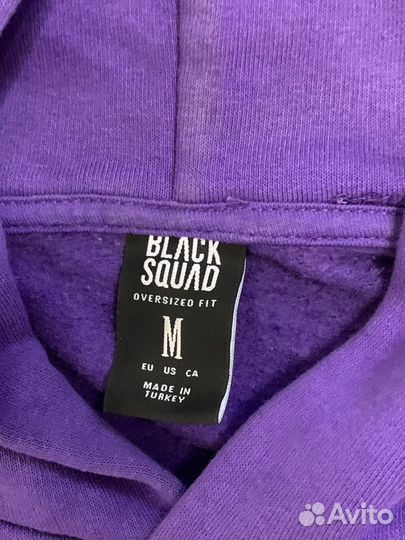 BLACK
SQUAD
OVERSIZED FIT
M
EU US CA
MADE IN
TURKEY
Avito